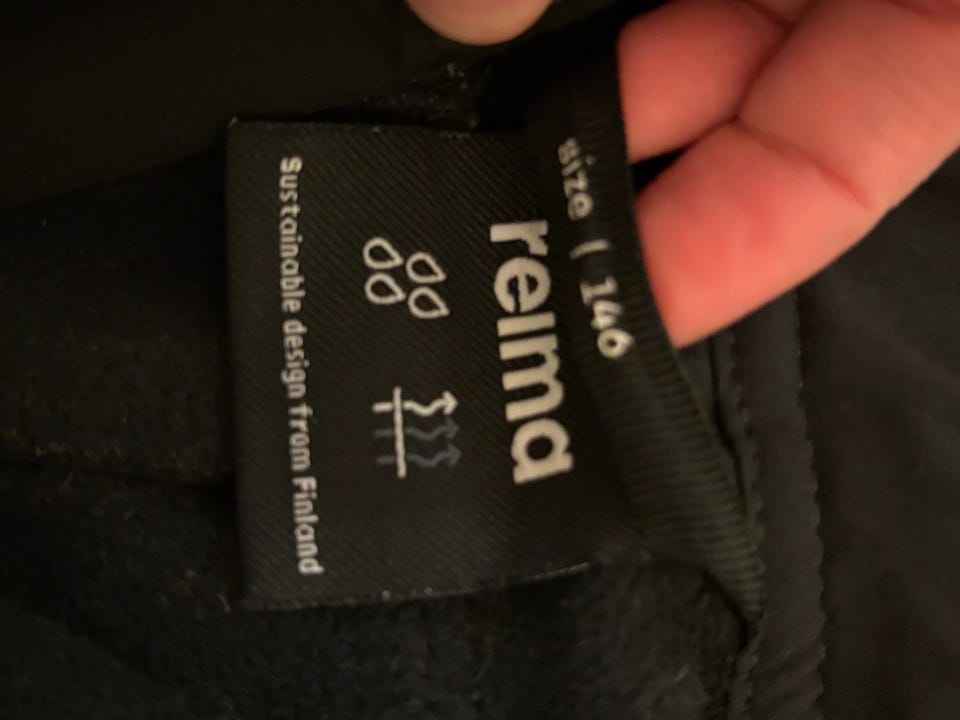 size | 146
reima
Sustainable design from Finland